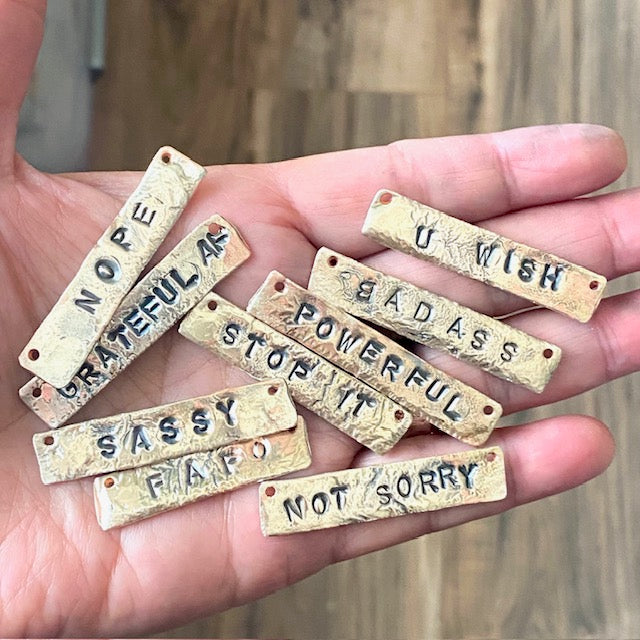 NOPE
GRATEFUL AF
U WISH
BADASS
POWERFUL
STOP IT
SASSY
FAFO
NOT SORRY